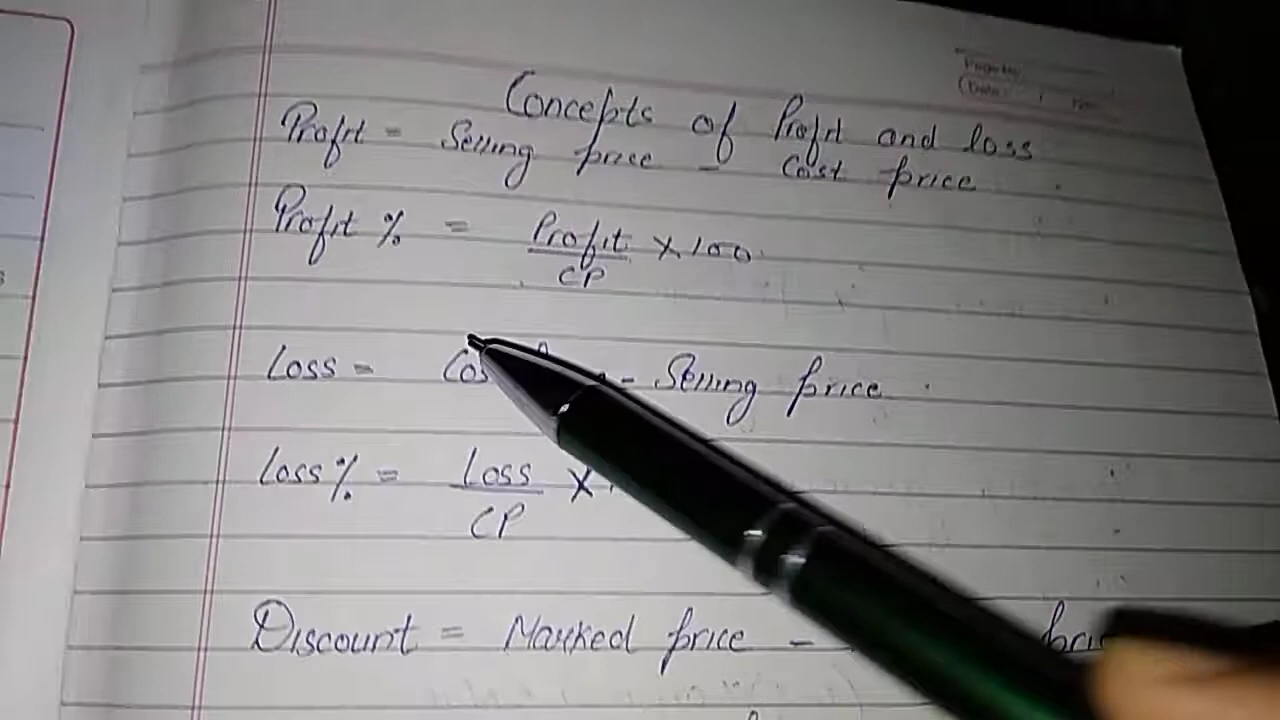 Concepts of Profit and loss
Profit = Selling price - Cost price
Profit % = Profit/CP × 100
Loss = - Selling price
Loss % = Loss/CP ×
Discount = Marked price -